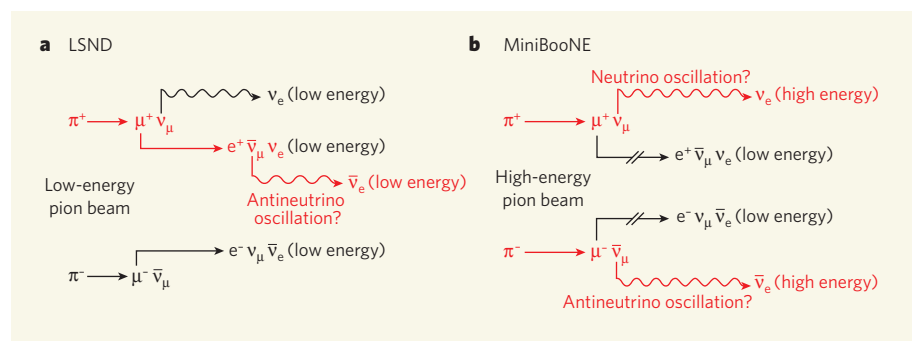 a LSND
νe (low energy)
π+ μ+ νμ
e+ ν̄μ νe (low energy)
ν̄e (low energy)
Antineutrino
oscillation?
Low-energy
pion beam
e- νμ ν̄e (low energy)
π- μ- ν̄μ
b MiniBooNE
Neutrino oscillation?
νe (high energy)
π+ μ+ νμ
e+ ν̄μ νe (low energy)
High-energy
pion beam
e- νμ ν̄e (low energy)
π- μ- ν̄μ
ν̄e (high energy)
Antineutrino oscillation?